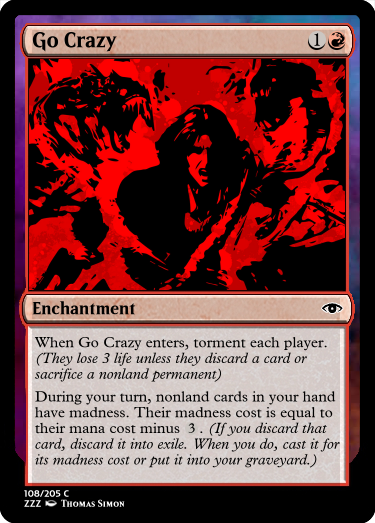 Go Crazy 1
Enchantment
When Go Crazy enters, torment each player.
(They lose 3 life unless they discard a card or
sacrifice a nonland permanent)
During your turn, nonland cards in your hand
have madness. Their madness cost is equal to
their mana cost minus 3 . (If you discard that
card, discard it into exile. When you do, cast it for
its madness cost or put it into your graveyard.)
108/205 C
ZZZ Thomas Simon